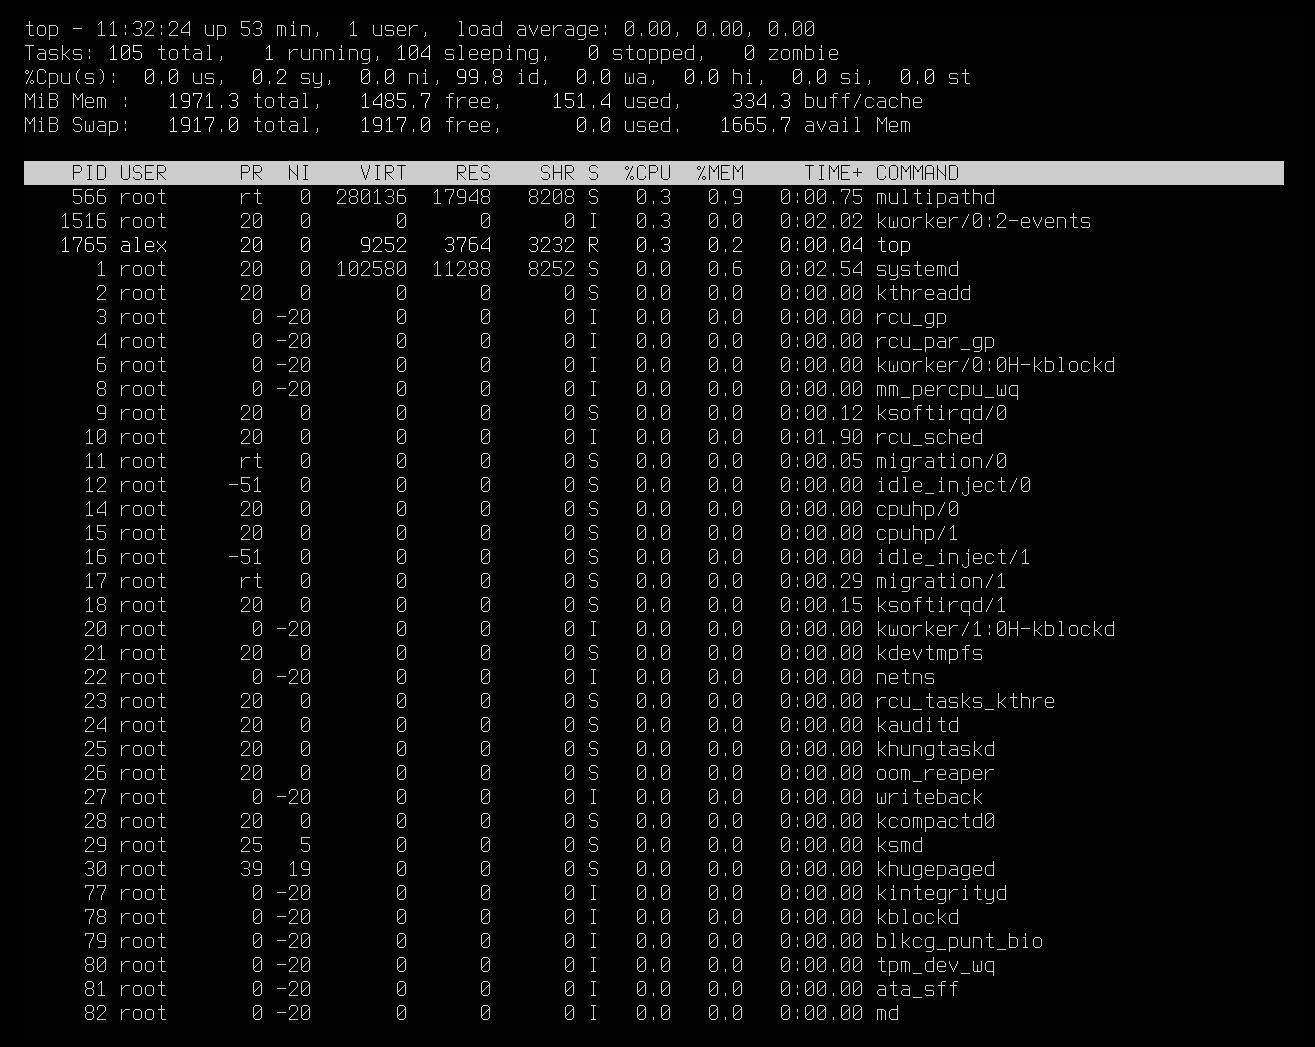 top - 11:32:24 up 53 min,  1 user,  load average: 0.00, 0.00, 0.00
Tasks: 105 total,   1 running, 104 sleeping,   0 stopped,   0 zombie
%Cpu(s):  0.0 us,  0.2 sy,  0.0 ni, 99.8 id,  0.0 wa,  0.0 hi,  0.0 si,  0.0 st
MiB Mem :   1971.3 total,   1485.7 free,    151.4 used,    334.3 buff/cache
MiB Swap:   1917.0 total,   1917.0 free,      0.0 used.   1665.7 avail Mem
    PID USER      PR  NI    VIRT    RES    SHR S  %CPU  %MEM     TIME+ COMMAND
    566 root      rt   0  280136  17948   8208 S   0.3   0.9   0:00.75 multipathd
   1516 root      20   0       0      0      0 I   0.3   0.0   0:02.02 kworker/0:2-events
   1765 alex      20   0    9252   3764   3232 R   0.3   0.2   0:00.04 top
      1 root      20   0  102580  11288   8252 S   0.0   0.6   0:02.54 systemd
      2 root      20   0       0      0      0 S   0.0   0.0   0:00.00 kthreadd
      3 root       0 -20       0      0      0 I   0.0   0.0   0:00.00 rcu_gp
      4 root       0 -20       0      0      0 I   0.0   0.0   0:00.00 rcu_par_gp
      6 root       0 -20       0      0      0 I   0.0   0.0   0:00.00 kworker/0:0H-kblockd
      8 root       0 -20       0      0      0 I   0.0   0.0   0:00.00 mm_percpu_wq
      9 root      20   0       0      0      0 S   0.0   0.0   0:00.12 ksoftirqd/0
     10 root      20   0       0      0      0 I   0.0   0.0   0:01.90 rcu_sched
     11 root      rt   0       0      0      0 S   0.0   0.0   0:00.05 migration/0
     12 root     -51   0       0      0      0 S   0.0   0.0   0:00.00 idle_inject/0
     14 root      20   0       0      0      0 S   0.0   0.0   0:00.00 cpuhp/0
     15 root      20   0       0      0      0 S   0.0   0.0   0:00.00 cpuhp/1
     16 root     -51   0       0      0      0 S   0.0   0.0   0:00.00 idle_inject/1
     17 root      rt   0       0      0      0 S   0.0   0.0   0:00.29 migration/1
     18 root      20   0       0      0      0 S   0.0   0.0   0:00.15 ksoftirqd/1
     20 root       0 -20       0      0      0 I   0.0   0.0   0:00.00 kworker/1:0H-kblockd
     21 root      20   0       0      0      0 S   0.0   0.0   0:00.00 kdevtmpfs
     22 root       0 -20       0      0      0 I   0.0   0.0   0:00.00 netns
     23 root      20   0       0      0      0 S   0.0   0.0   0:00.00 rcu_tasks_kthre
     24 root      20   0       0      0      0 S   0.0   0.0   0:00.00 kauditd
     25 root      20   0       0      0      0 S   0.0   0.0   0:00.00 khungtaskd
     26 root      20   0       0      0      0 S   0.0   0.0   0:00.00 oom_reaper
     27 root       0 -20       0      0      0 I   0.0   0.0   0:00.00 writeback
     28 root      20   0       0      0      0 S   0.0   0.0   0:00.00 kcompactd0
     29 root      25   5       0      0      0 S   0.0   0.0   0:00.00 ksmd
     30 root      39  19       0      0      0 S   0.0   0.0   0:00.00 khugepaged
     77 root       0 -20       0      0      0 I   0.0   0.0   0:00.00 kintegrityd
     78 root       0 -20       0      0      0 I   0.0   0.0   0:00.00 kblockd
     79 root       0 -20       0      0      0 I   0.0   0.0   0:00.00 blkcg_punt_bio
     80 root       0 -20       0      0      0 I   0.0   0.0   0:00.00 tpm_dev_wq
     81 root       0 -20       0      0      0 I   0.0   0.0   0:00.00 ata_sff
     82 root       0 -20       0      0      0 I   0.0   0.0   0:00.00 md